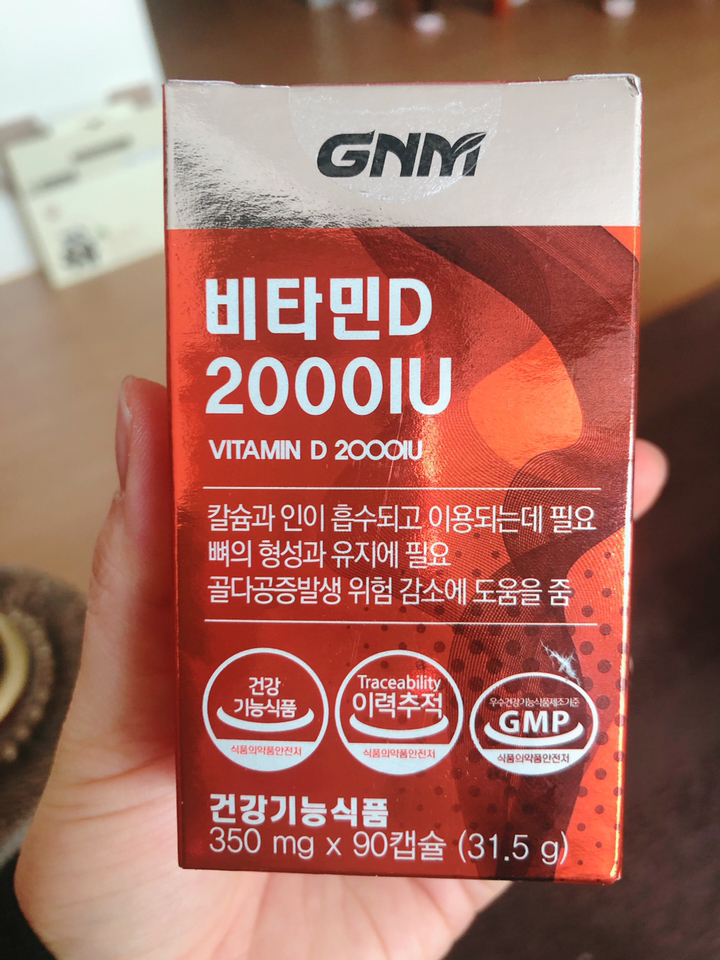 GNM
비타민D
2000IU
VITAMIN D 2000IU
칼슘과 인이 흡수되고 이용되는데 필요
뼈의 형성과 유지에 필요
골다공증발생 위험 감소에 도움을 줌
건강
기능식품
식품의약품안전처
Traceability
이력추적
식품의약품안전처
우수건강기능식품제조기준
GMP
식품의약품안전처
건강기능식품
350 mg x 90캡슐 (31.5 g)